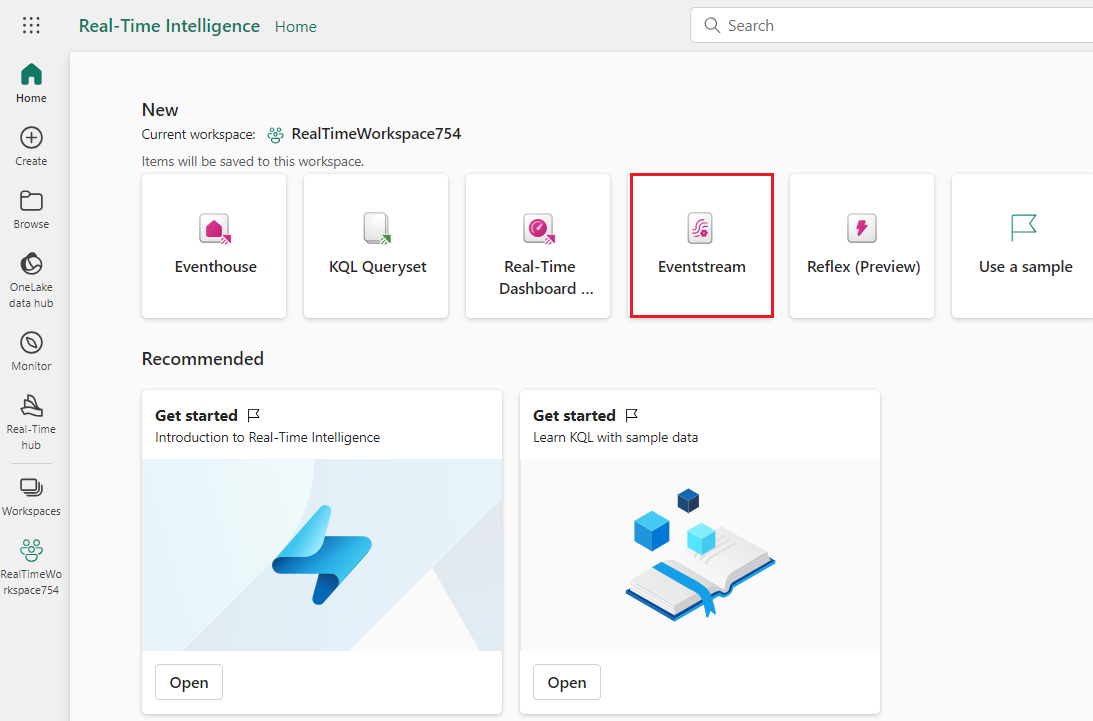 Real-Time Intelligence Home
Search
Home
Create
Browse
OneLake
data hub
Monitor
Real-Time
hub
Workspaces
RealTimeWo
rkspace754
New
Current workspace: RealTimeWorkspace754
Items will be saved to this workspace.
Eventhouse
KQL Queryset
Real-Time
Dashboard ...
Eventstream
Reflex (Preview)
Use a sample
Recommended
Get started
Introduction to Real-Time Intelligence
Open
Get started
Learn KQL with sample data
Open